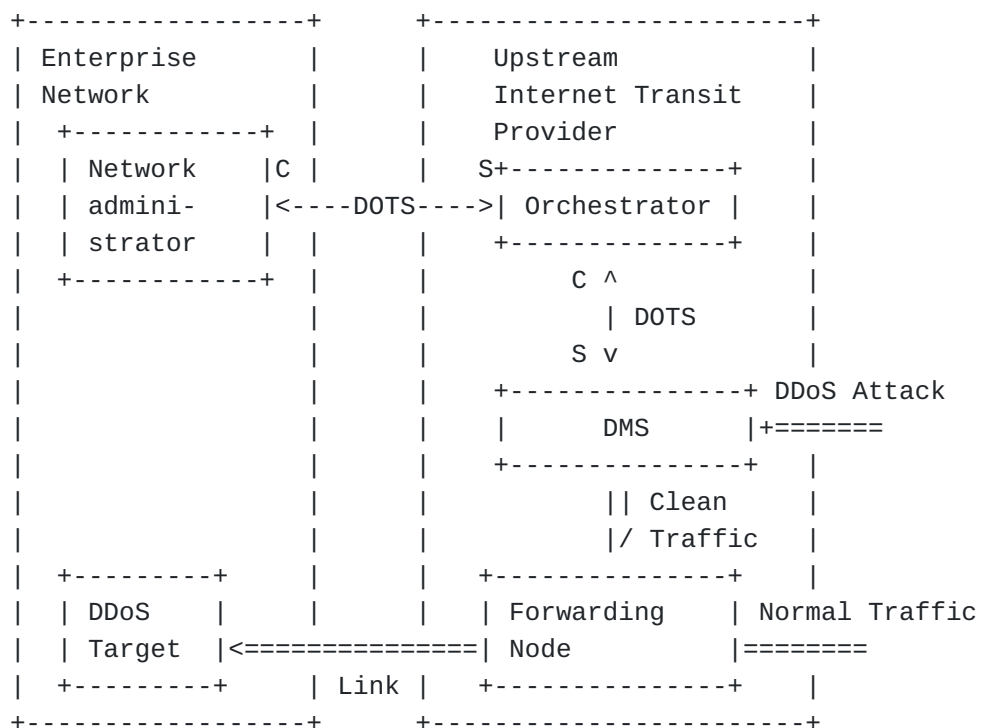 +------------------+ +------------------------+
| Enterprise | | Upstream |
| Network | | Internet Transit |
| +------------+ | | Provider |
| | Network |C | | S+--------------+ |
| | admini- |<----DOTS---->| Orchestrator | |
| | strator | | | +--------------+ |
| +------------+ | | C ^ |
| | | | DOTS |
| | | S v |
| | | +---------------+ DDoS Attack
| | | | DMS |+=======
| | | +---------------+ |
| | | || Clean |
| | | |/ Traffic |
| +---------+ | | +---------------+ |
| | DDoS | | | | Forwarding | Normal Traffic
| | Target |<===============| Node |========
| +---------+ | Link | +---------------+ |
+------------------+ +------------------------+